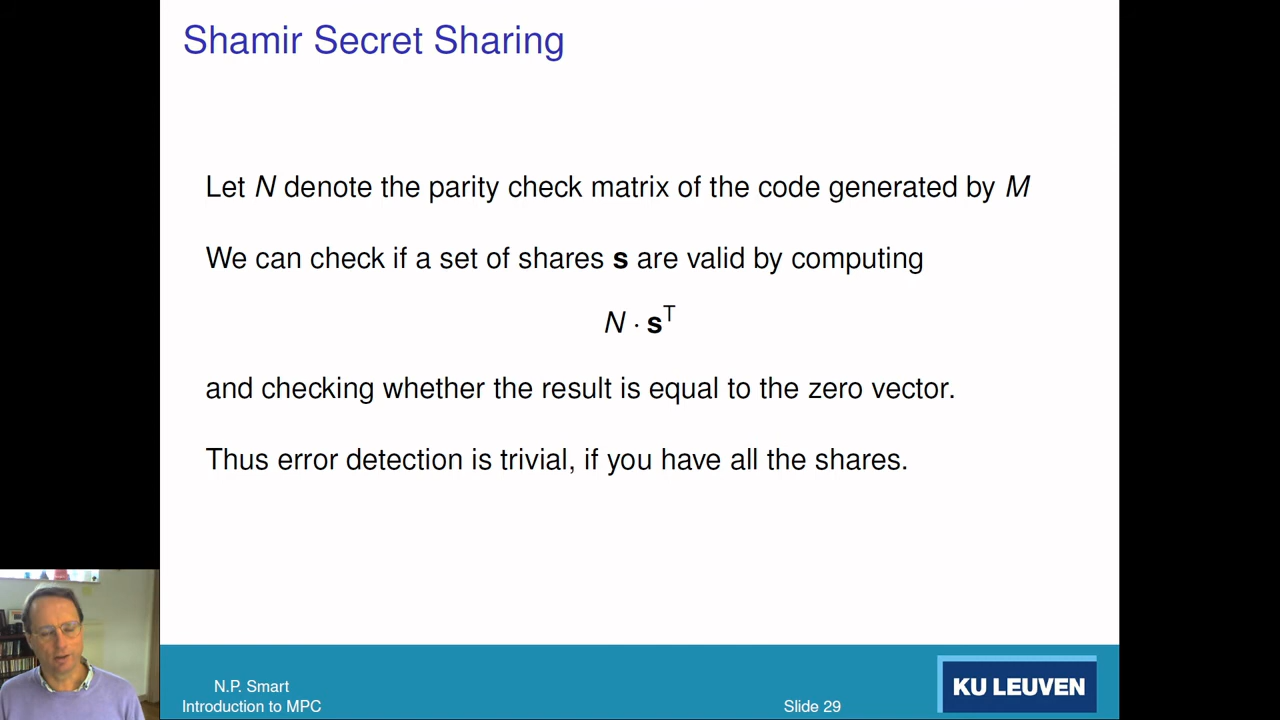 Shamir Secret Sharing
Let N denote the parity check matrix of the code generated by M
We can check if a set of shares s are valid by computing
N · s^T
and checking whether the result is equal to the zero vector.
Thus error detection is trivial, if you have all the shares.
N.P. Smart
Introduction to MPC
Slide 29
KU LEUVEN